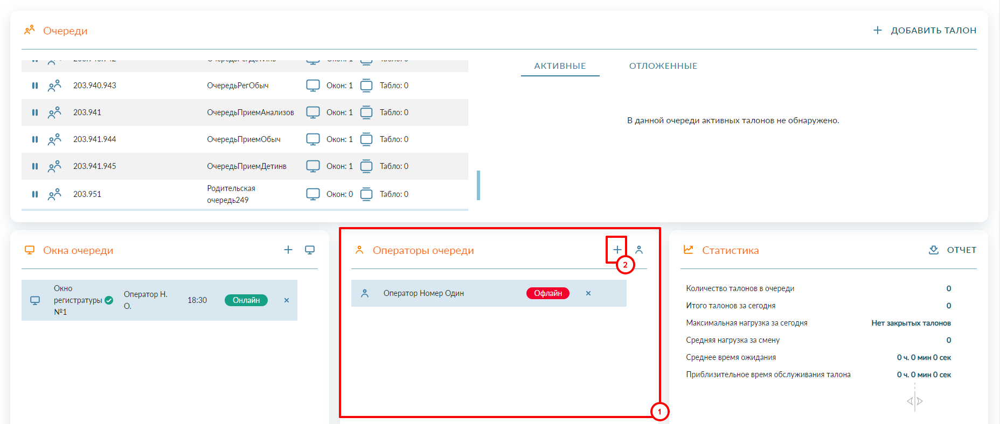 Очереди
ДОБАВИТЬ ТАЛОН
АКТИВНЫЕ ОТЛОЖЕННЫЕ
203.940.943 ОчередьРегОбыч Окон: 1 Табло: 0
203.941 ОчередьПриемАнализов Окон: 1 Табло: 0
203.941.944 ОчередьПриемОбыч Окон: 1 Табло: 0
203.941.945 ОчередьПриемДетинв Окон: 1 Табло: 0
203.951 Родительская очередь249 Окон: 0 Табло: 0
В данной очереди активных талонов не обнаружено.
Окна очереди
Окно
регистратуры
№1
Оператор Н.
О.
18:30
Онлайн
Операторы очереди
2
Оператор Номер Один Офлайн
1
Статистика
ОТЧЕТ
Количество талонов в очереди 0
Итого талонов за сегодня 0
Максимальная нагрузка за сегодня Нет закрытых талонов
Средняя нагрузка за смену 0
Среднее время ожидания 0 ч. 0 мин 0 сек
Приблизительное время обслуживания талона 0 ч. 0 мин 0 сек